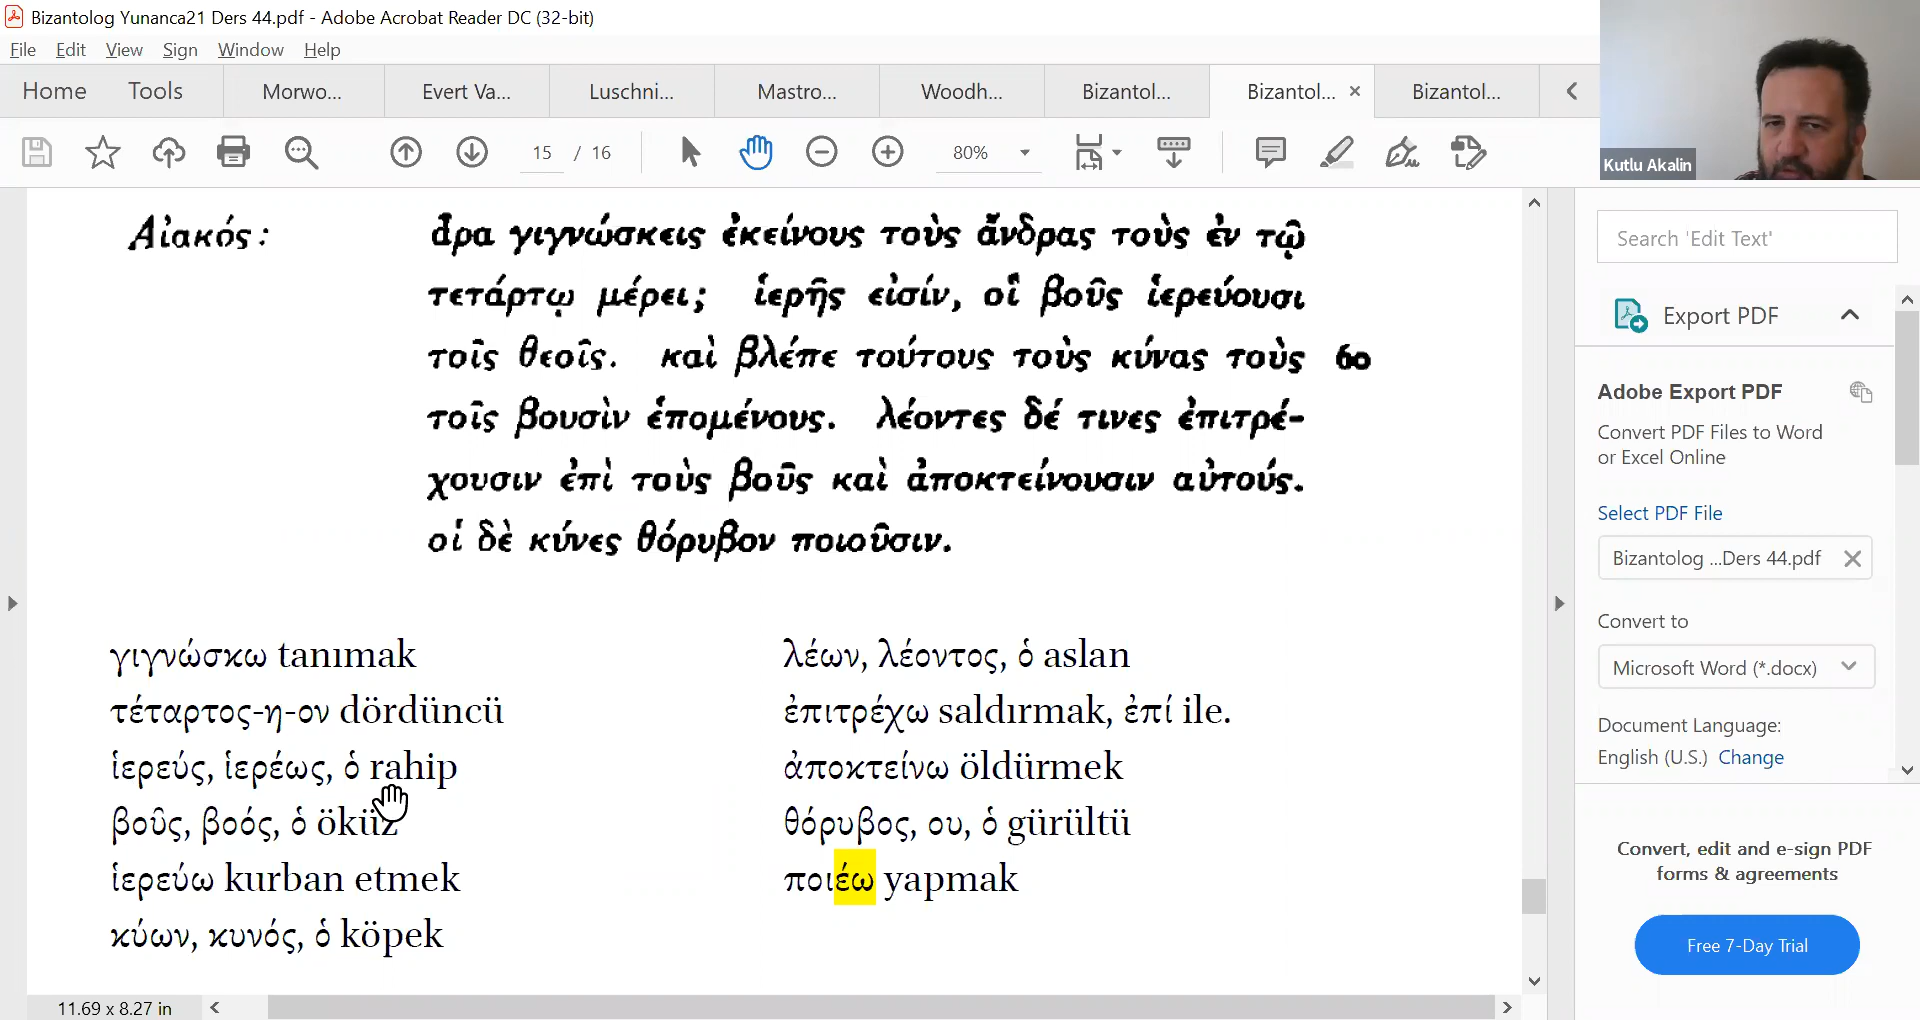 Bizantolog Yunanca21 Ders 44.pdf - Adobe Acrobat Reader DC (32-bit)
File Edit View Sign Window Help
Home Tools Morwo... Evert Va... Luschni... Mastro... Woodh... Bizantol... Bizantol... × Bizantol...
15 / 16 80%
Kutlu Akalin
Αἰακός: ἆρα γιγνώσκεις ἐκείνους τοὺς ἄνδρας τοὺς ἐν τῷ
τετάρτῳ μέρει; ἱερῆς εἰσίν, οἳ βοῦς ἱερεύουσι
τοῖς θεοῖς. καὶ βλέπε τούτους τοὺς κύνας τοὺς 60
τοῖς βουσὶν ἑπομένους. λέοντες δέ τινες ἐπιτρέ-
χουσιν ἐπὶ τοὺς βοῦς καὶ ἀποκτείνουσιν αὐτούς.
οἱ δὲ κύνες θόρυβον ποιοῦσιν.
γιγνώσκω tanımak
τέταρτος-η-ον dördüncü
ἱερεύς, ἱερέως, ὁ rahip
βοῦς, βοός, ὁ öküz
ἱερεύω kurban etmek
κύων, κυνός, ὁ köpek
λέων, λέοντος, ὁ aslan
ἐπιτρέχω saldırmak, ἐπί ile.
ἀποκτείνω öldürmek
θόρυβος, ου, ὁ gürültü
ποιέω yapmak
11.69 x 8.27 in
Search 'Edit Text'
Export PDF
Adobe Export PDF
Convert PDF Files to Word
or Excel Online
Select PDF File
Bizantolog ...Ders 44.pdf
Convert to
Microsoft Word (*.docx)
Document Language:
English (U.S.) Change
Convert, edit and e-sign PDF
forms & agreements
Free 7-Day Trial